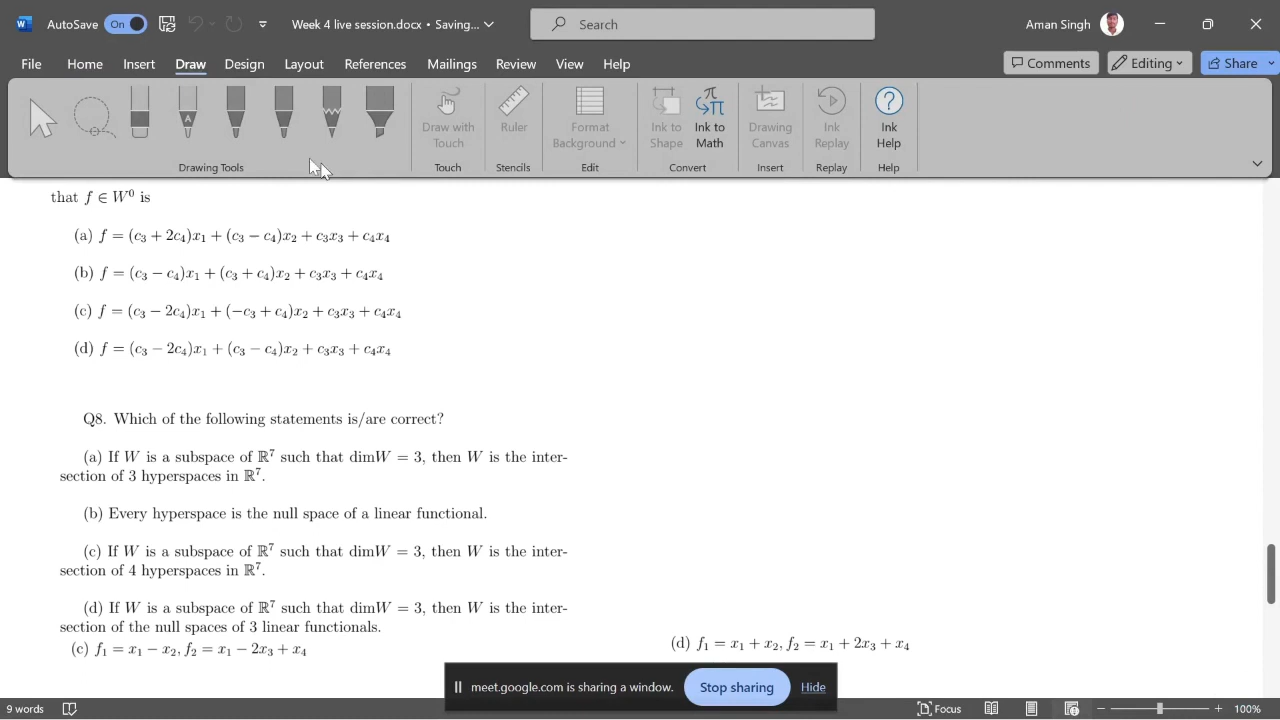 AutoSave On Week 4 live session.docx • Saving... Search Aman Singh
File Home Insert Draw Design Layout References Mailings Review View Help Comments Editing Share
Draw with Touch Ruler Format Background Ink to Shape Ink to Math Drawing Canvas Ink Replay Ink Help
Drawing Tools Touch Stencils Edit Convert Insert Replay Help
that f ∈ W⁰ is
(a) f = (c₃ + 2c₄)x₁ + (c₃ − c₄)x₂ + c₃x₃ + c₄x₄
(b) f = (c₃ − c₄)x₁ + (c₃ + c₄)x₂ + c₃x₃ + c₄x₄
(c) f = (c₃ − 2c₄)x₁ + (−c₃ + c₄)x₂ + c₃x₃ + c₄x₄
(d) f = (c₃ − 2c₄)x₁ + (c₃ − c₄)x₂ + c₃x₃ + c₄x₄
Q8. Which of the following statements is/are correct?
(a) If W is a subspace of ℝ⁷ such that dimW = 3, then W is the inter-
section of 3 hyperspaces in ℝ⁷.
(b) Every hyperspace is the null space of a linear functional.
(c) If W is a subspace of ℝ⁷ such that dimW = 3, then W is the inter-
section of 4 hyperspaces in ℝ⁷.
(d) If W is a subspace of ℝ⁷ such that dimW = 3, then W is the inter-
section of the null spaces of 3 linear functionals.
(c) f₁ = x₁ − x₂, f₂ = x₁ − 2x₃ + x₄
(d) f₁ = x₁ + x₂, f₂ = x₁ + 2x₃ + x₄
meet.google.com is sharing a window. Stop sharing Hide
9 words Focus 100%